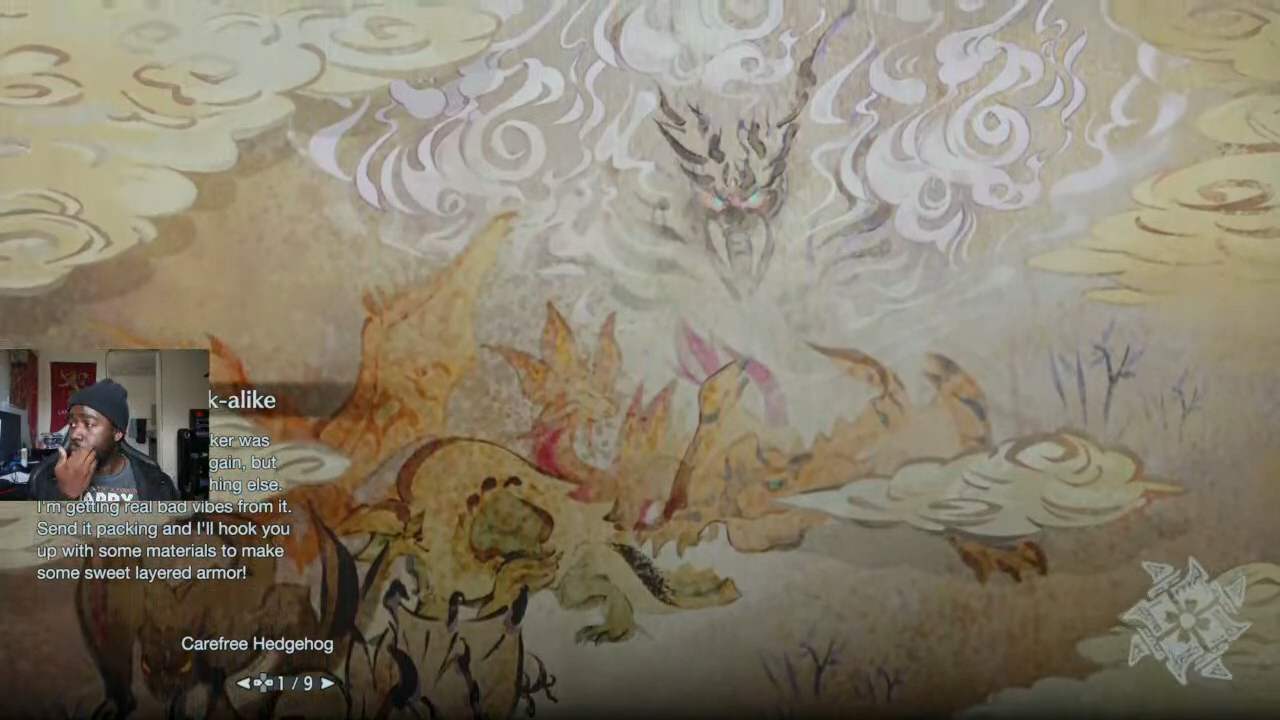 k-alike
ker was
gain, but
hing else.
I'm getting real bad vibes from it.
Send it packing and I'll hook you
up with some materials to make
some sweet layered armor!
Carefree Hedgehog
1 / 9